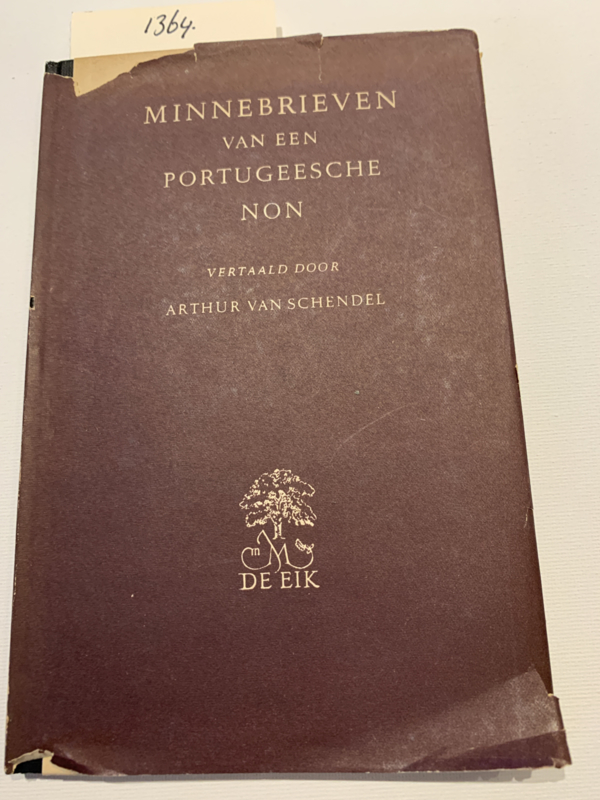 1364.
MINNEBRIEVEN
VAN EEN
PORTUGEESCHE
NON
VERTAALD DOOR
ARTHUR VAN SCHENDEL
m M
DE EIK